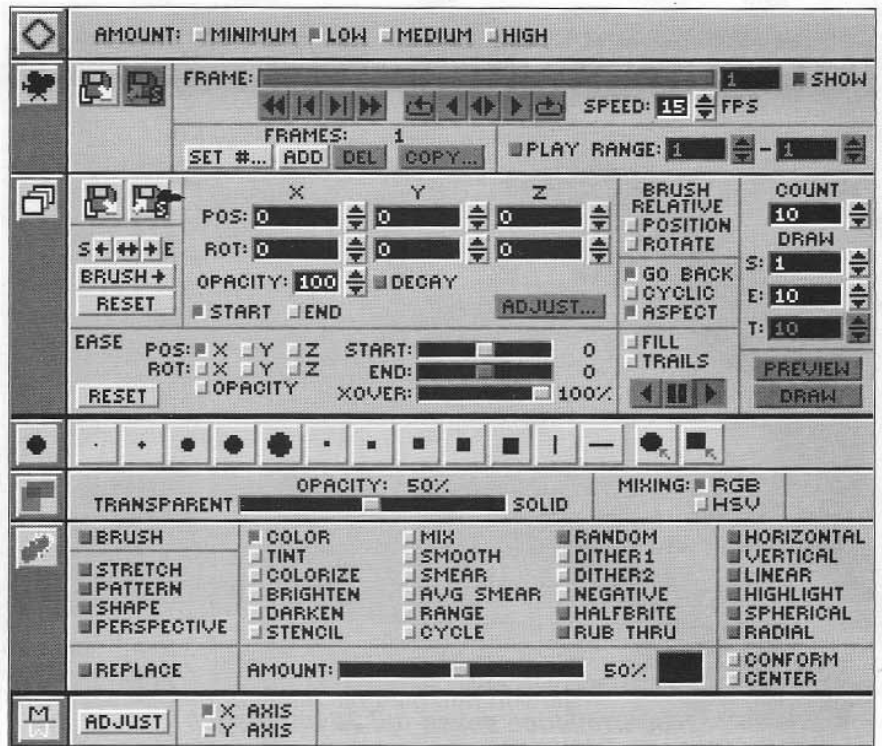 AMOUNT: MINIMUM LOW MEDIUM HIGH
FRAME: 1 SHOW
SPEED: 15 FPS
FRAMES: 1
SET #... ADD DEL COPY...
PLAY RANGE: 1 - 1
X Y Z
POS: 0 0 0
ROT: 0 0 0
S E
BRUSH
RESET
OPACITY: 100 DECAY
START END
ADJUST...
BRUSH
RELATIVE
POSITION
ROTATE
GO BACK
CYCLIC
ASPECT
COUNT
10
DRAW
S: 1
E: 10
T: 10
EASE
POS: X Y Z
ROT: X Y Z
OPACITY
RESET
START: 0
END: 0
XOVER: 100%
FILL
TRAILS
PREVIEW
DRAW
OPACITY: 50%
TRANSPARENT SOLID
MIXING: RGB
HSV
BRUSH
STRETCH
PATTERN
SHAPE
PERSPECTIVE
COLOR
TINT
COLORIZE
BRIGHTEN
DARKEN
STENCIL
MIX
SMOOTH
SMEAR
AVG SMEAR
RANGE
CYCLE
RANDOM
DITHER1
DITHER2
NEGATIVE
HALFBRITE
RUB THRU
HORIZONTAL
VERTICAL
LINEAR
HIGHLIGHT
SPHERICAL
RADIAL
REPLACE
AMOUNT: 50%
CONFORM
CENTER
M
ADJUST
X AXIS
Y AXIS